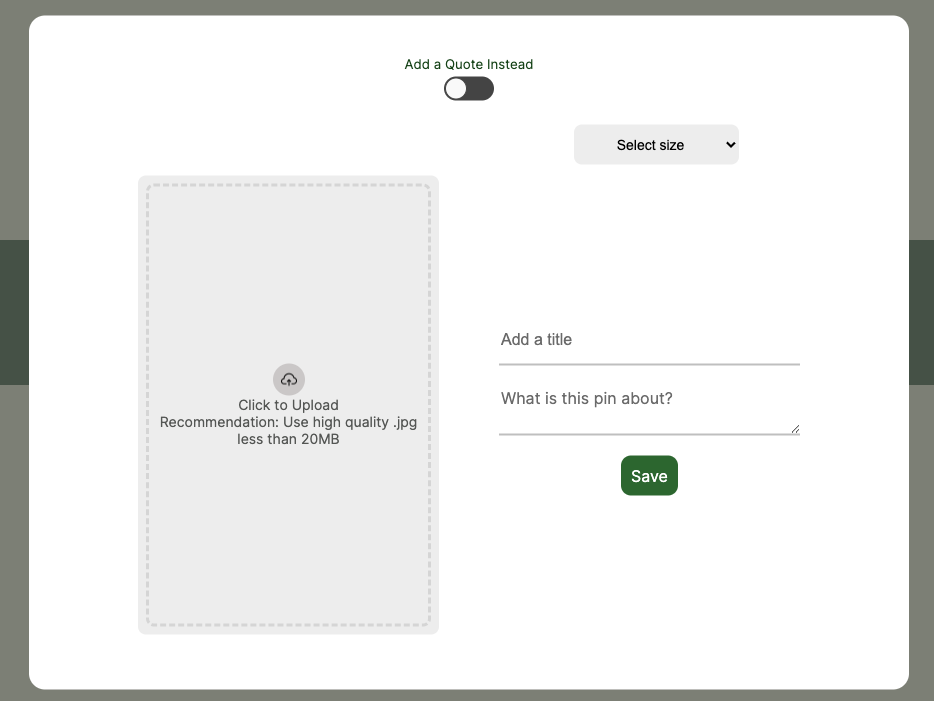 Add a Quote Instead
Select size
Click to Upload
Recommendation: Use high quality .jpg
less than 20MB
Add a title
What is this pin about?
Save